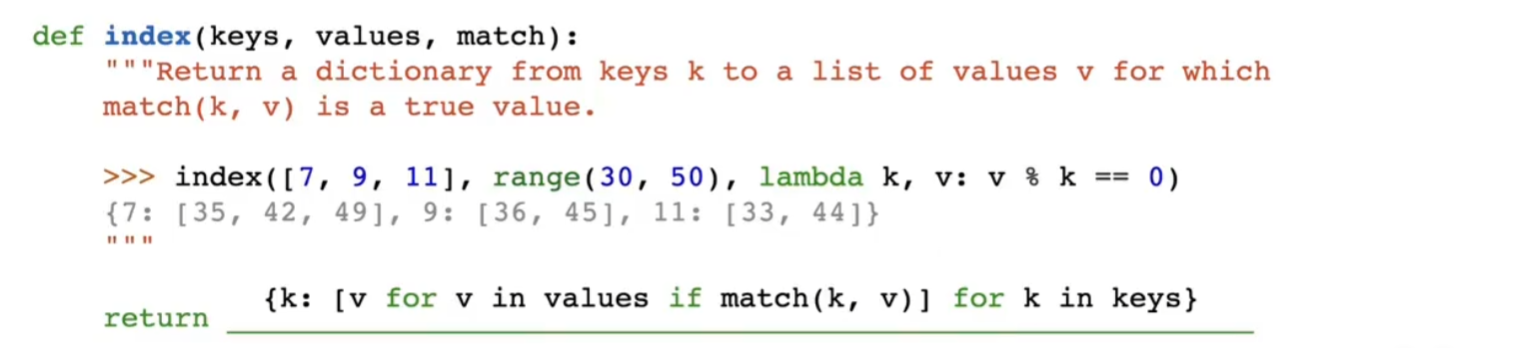 def index(keys, values, match):
    """Return a dictionary from keys k to a list of values v for which
    match(k, v) is a true value.

    >>> index([7, 9, 11], range(30, 50), lambda k, v: v % k == 0)
    {7: [35, 42, 49], 9: [36, 45], 11: [33, 44]}
    """
    {k: [v for v in values if match(k, v)] for k in keys}
    return